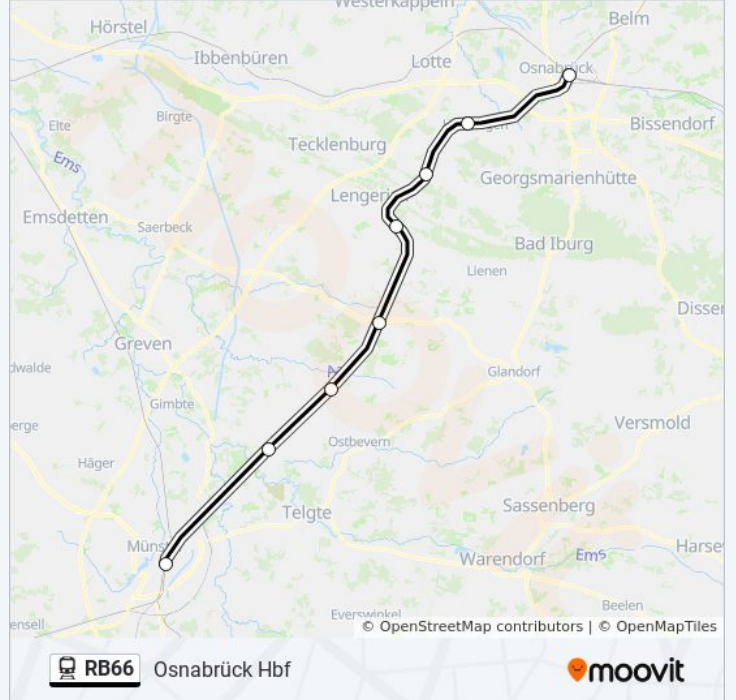 Westerkappeln
Belm
Hörstel
Ibbenbüren
Lotte
Osnabrück
Elte
Birgte
Bissendorf
Tecklenburg
Ems
Georgsmarienhütte
Lengeri
Emsdetten
Saerbeck
Bad Iburg
Lienen
Dissen
Greven
dwalde
Glandorf
Gimbte
Versmold
erge
Ostbevern
Häger
Sassenberg
Telgte
Münst
Harse
Warendorf
Ems
Beelen
ensell
Everswinkel
© OpenStreetMap contributors | © OpenMapTiles
RB66 Osnabrück Hbf
moovit